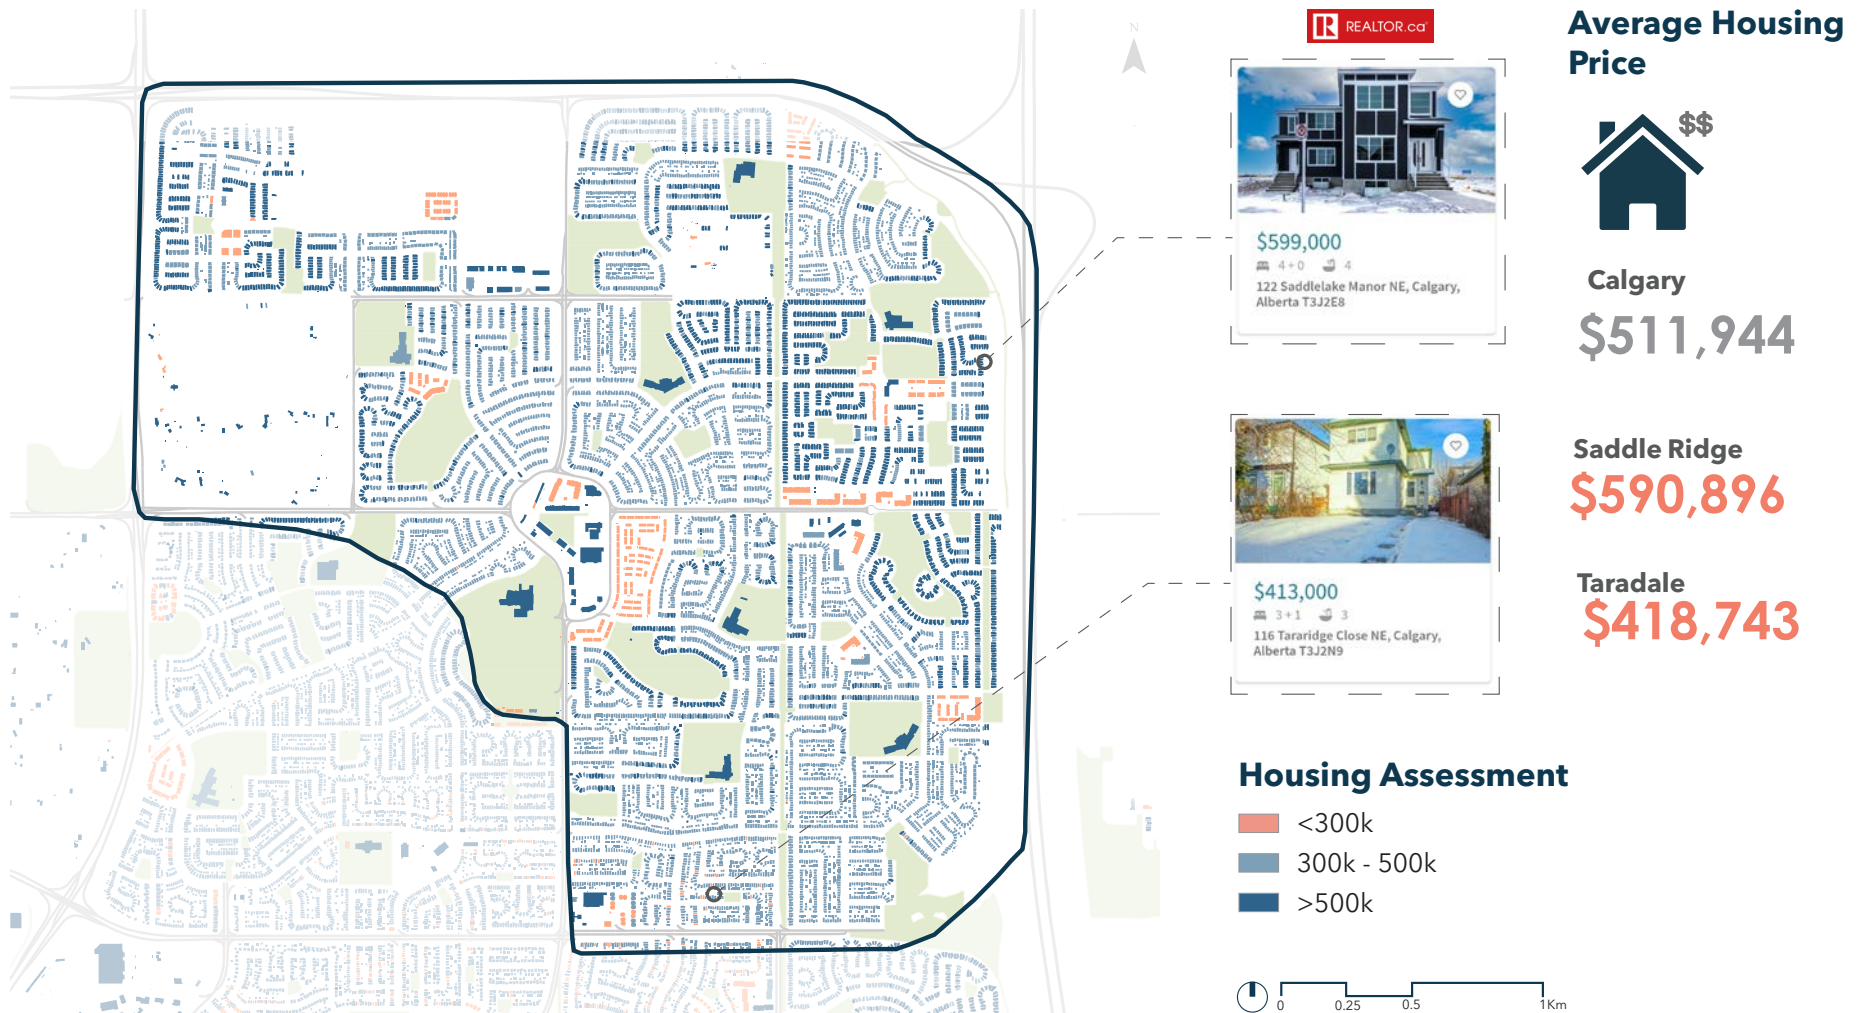 N
REALTOR.ca
Average Housing
Price
$$
$599,000
4+0 4
122 Saddlelake Manor NE, Calgary,
Alberta T3J2E8
Calgary
$511,944
Saddle Ridge
$590,896
$413,000
3+1 3
116 Tararidge Close NE, Calgary,
Alberta T3J2N9
Taradale
$418,743
Housing Assessment
<300k
300k - 500k
>500k
0 0.25 0.5 1Km